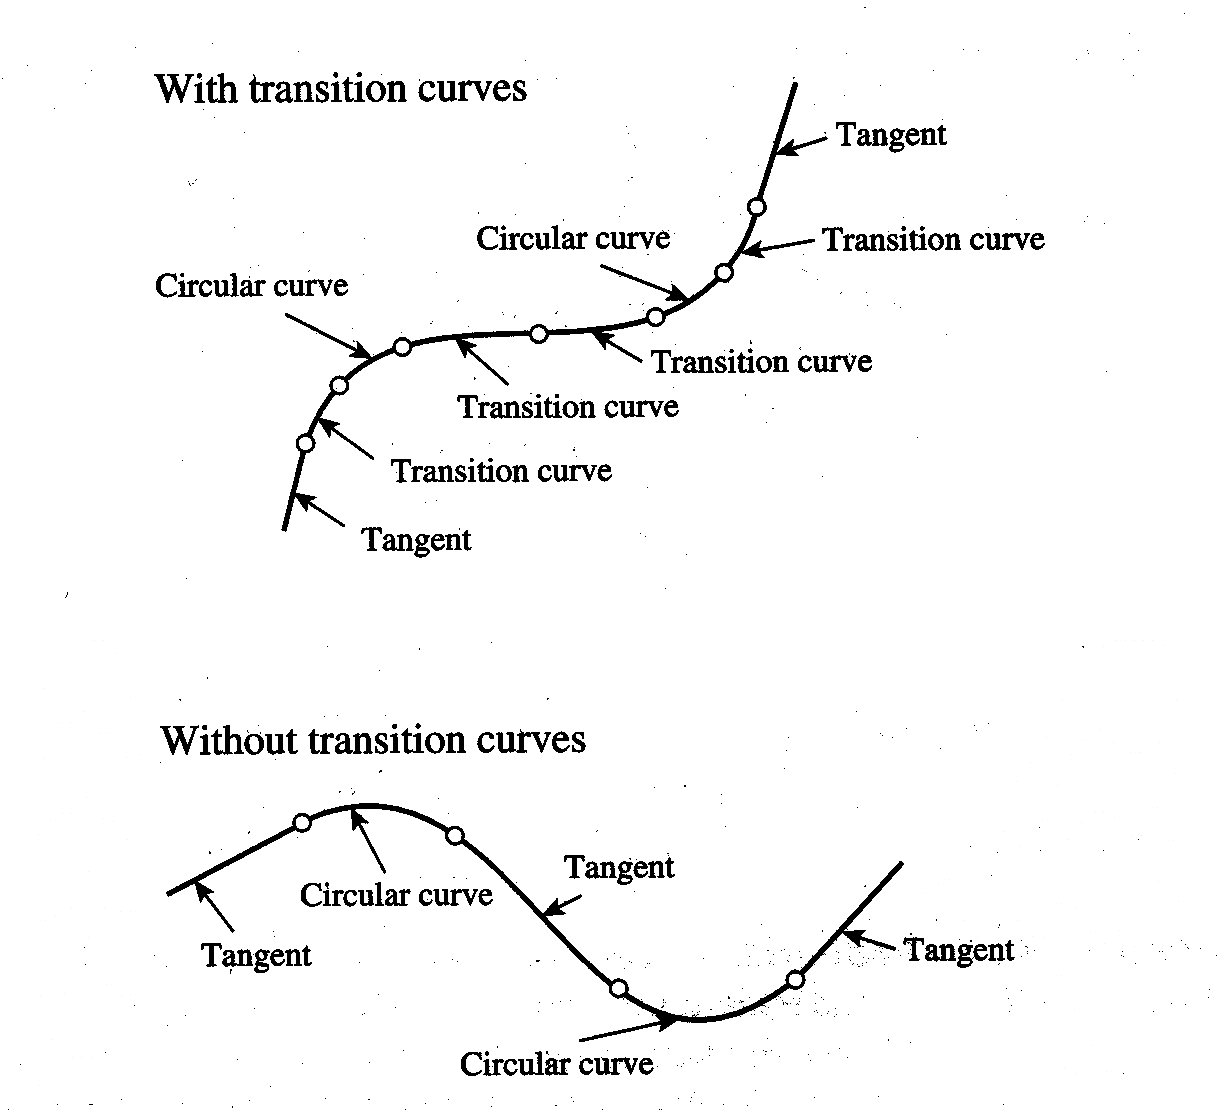 With transition curves
Tangent
Circular curve
Transition curve
Circular curve
Transition curve
Transition curve
Transition curve
Tangent
Without transition curves
Tangent
Circular curve
Tangent
Tangent
Circular curve